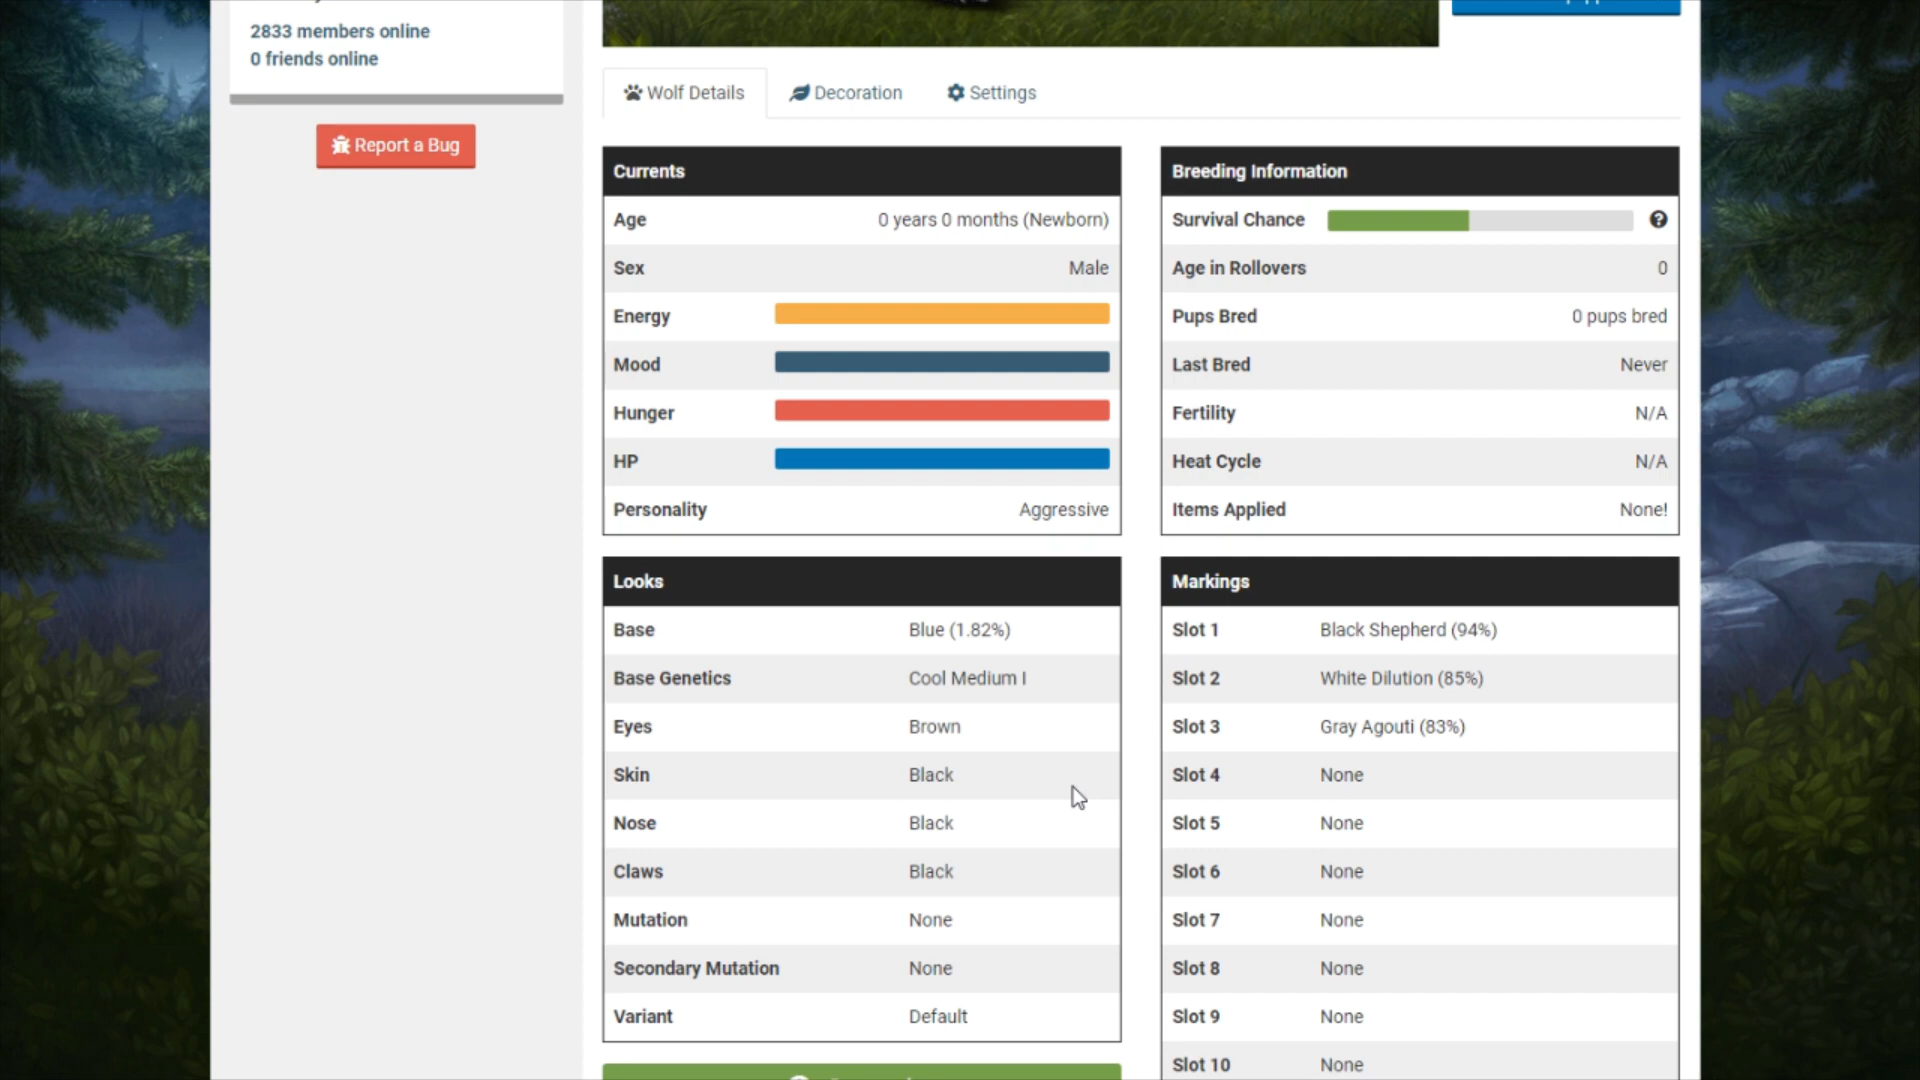 2833 members online
0 friends online
Report a Bug
Wolf Details
Decoration
Settings
Currents
Age 0 years 0 months (Newborn)
Sex Male
Energy
Mood
Hunger
HP
Personality Aggressive
Breeding Information
Survival Chance
Age in Rollovers 0
Pups Bred 0 pups bred
Last Bred Never
Fertility N/A
Heat Cycle N/A
Items Applied None!
Looks
Base Blue (1.82%)
Base Genetics Cool Medium I
Eyes Brown
Skin Black
Nose Black
Claws Black
Mutation None
Secondary Mutation None
Variant Default
Markings
Slot 1 Black Shepherd (94%)
Slot 2 White Dilution (85%)
Slot 3 Gray Agouti (83%)
Slot 4 None
Slot 5 None
Slot 6 None
Slot 7 None
Slot 8 None
Slot 9 None
Slot 10 None